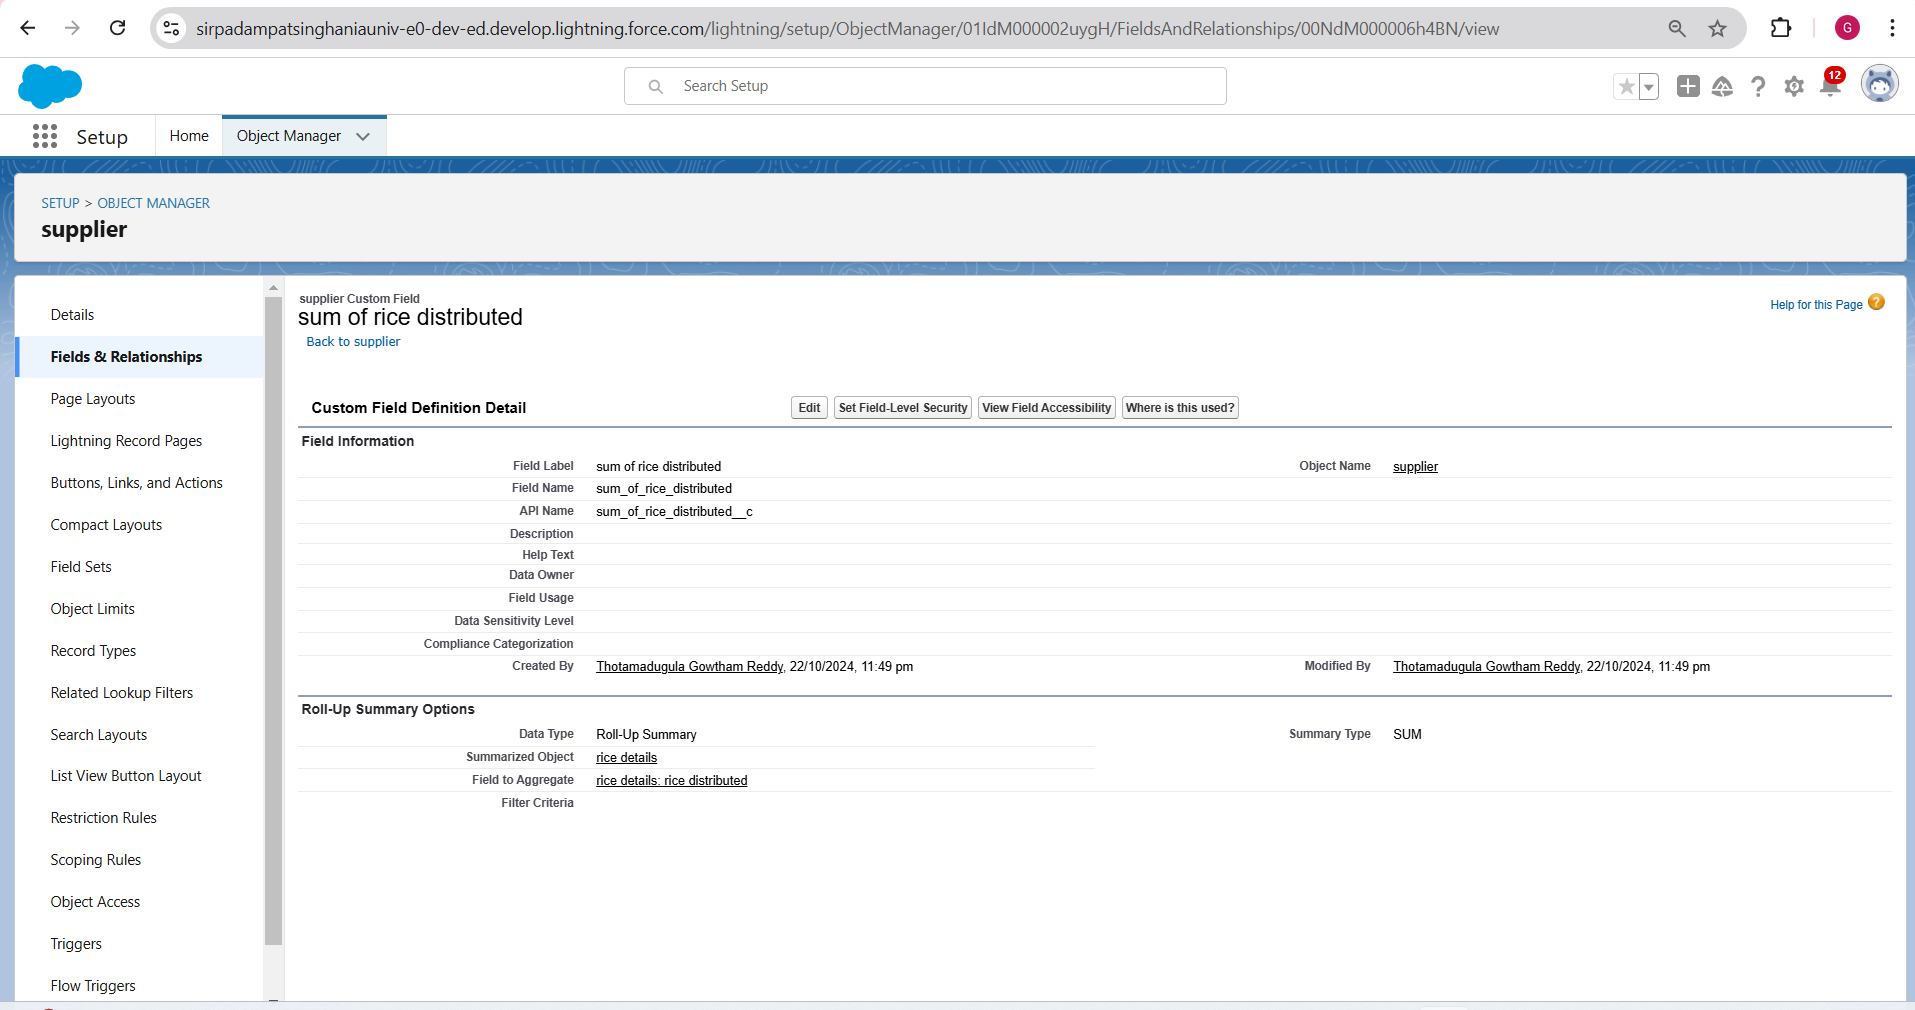 sirpadampatsinghaniauniv-e0-dev-ed.develop.lightning.force.com/lightning/setup/ObjectManager/01IdM000002uygH/FieldsAndRelationships/00NdM000006h4BN/view
G
Search Setup
12
Setup
Home
Object Manager
SETUP > OBJECT MANAGER
supplier
Details
Fields & Relationships
Page Layouts
Lightning Record Pages
Buttons, Links, and Actions
Compact Layouts
Field Sets
Object Limits
Record Types
Related Lookup Filters
Search Layouts
List View Button Layout
Restriction Rules
Scoping Rules
Object Access
Triggers
Flow Triggers
supplier Custom Field
sum of rice distributed
Back to supplier
Help for this Page ?
Custom Field Definition Detail
Edit
Set Field-Level Security
View Field Accessibility
Where is this used?
Field Information
Field Label sum of rice distributed Object Name supplier
Field Name sum_of_rice_distributed
API Name sum_of_rice_distributed__c
Description
Help Text
Data Owner
Field Usage
Data Sensitivity Level
Compliance Categorization
Created By Thotamadugula Gowtham Reddy, 22/10/2024, 11:49 pm Modified By Thotamadugula Gowtham Reddy, 22/10/2024, 11:49 pm
Roll-Up Summary Options
Data Type Roll-Up Summary Summary Type SUM
Summarized Object rice details
Field to Aggregate rice details: rice distributed
Filter Criteria